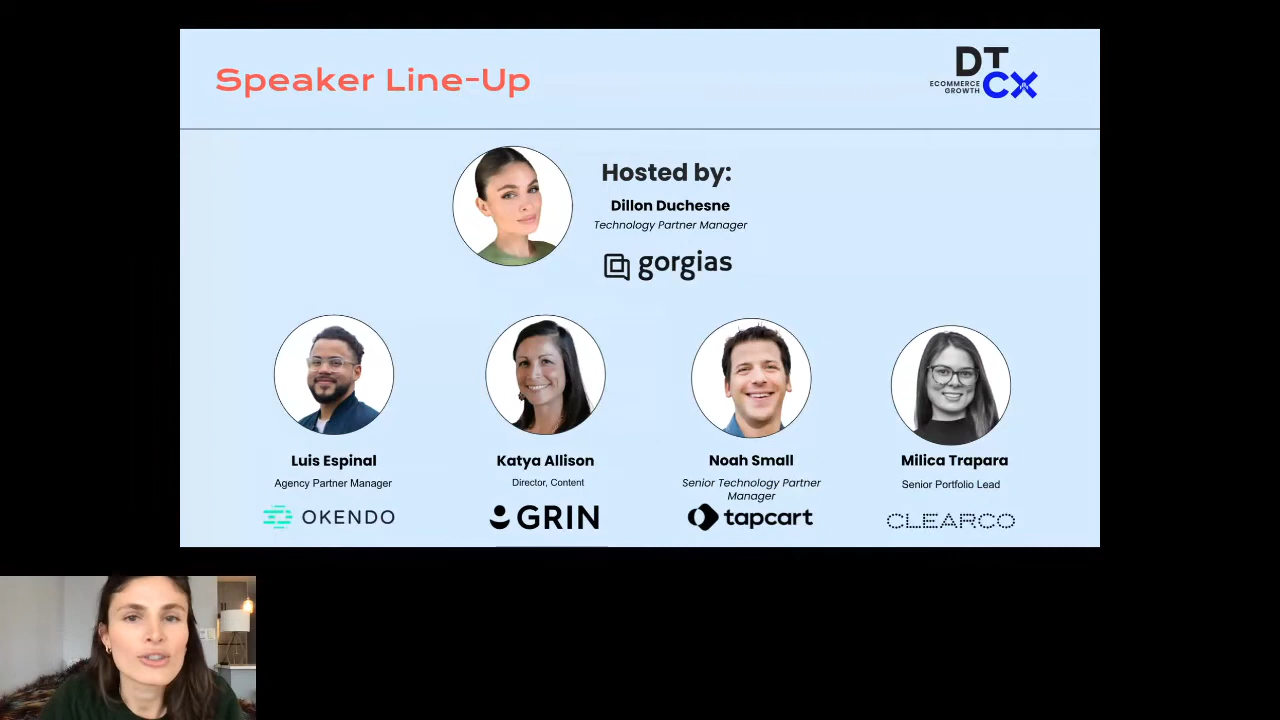 Speaker Line-Up
DT
ECOMMERCE
GROWTH
CX
Hosted by:
Dillon Duchesne
Technology Partner Manager
gorgias
Luis Espinal
Agency Partner Manager
OKENDO
Katya Allison
Director, Content
GRIN
Noah Small
Senior Technology Partner
Manager
tapcart
Milica Trapara
Senior Portfolio Lead
CLEARCO